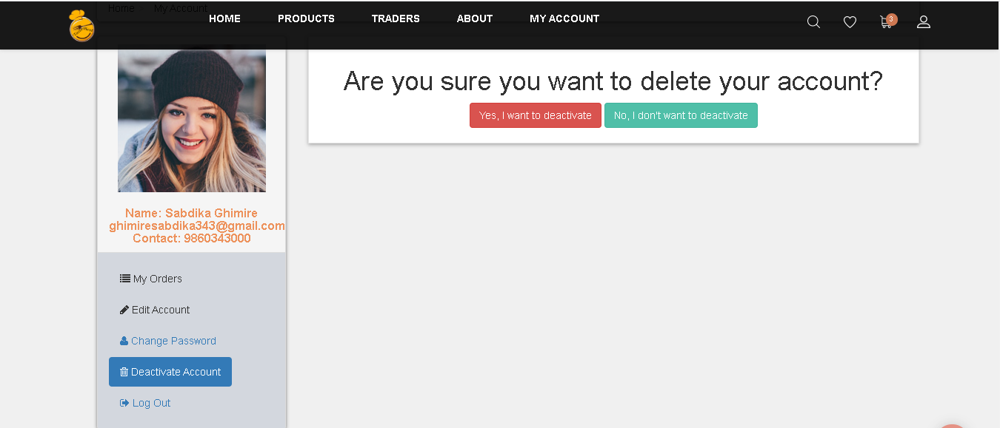 Home
My Account
HOME
PRODUCTS
TRADERS
ABOUT
MY ACCOUNT
3
Are you sure you want to delete your account?
Yes, I want to deactivate
No, I don't want to deactivate
Name: Sabdika Ghimire
ghimiresabdika343@gmail.com
Contact: 9860343000
My Orders
Edit Account
Change Password
Deactivate Account
Log Out